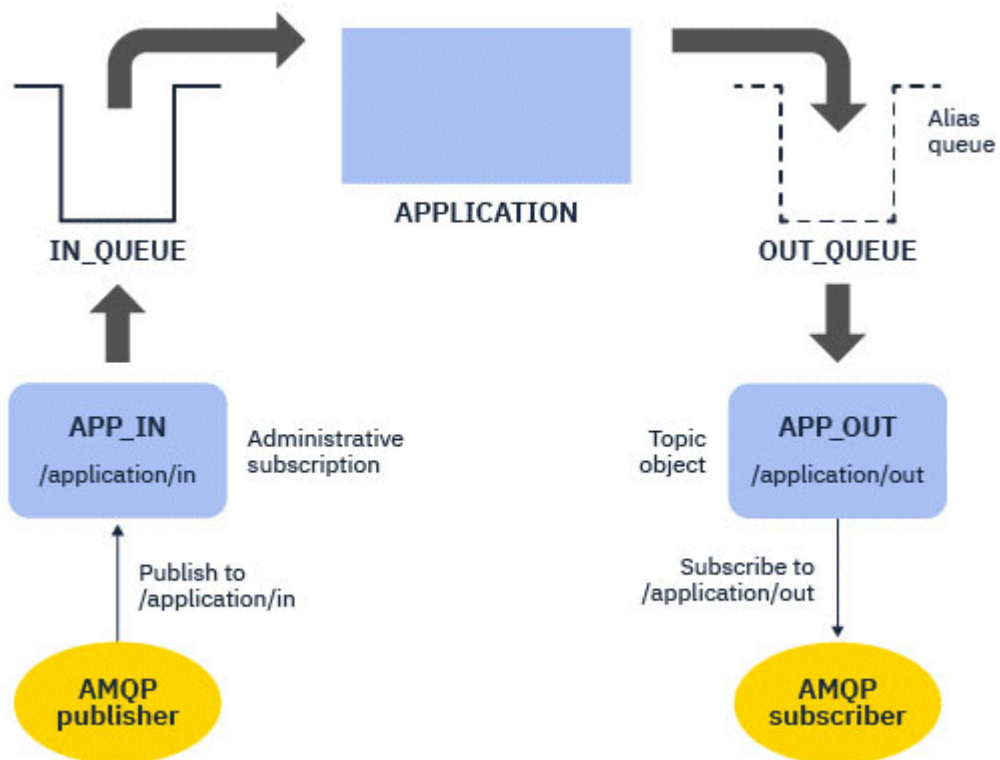 Alias
queue
APPLICATION
IN_QUEUE
OUT_QUEUE
APP_IN
/application/in
Administrative
subscription
Topic
object
APP_OUT
/application/out
Publish to
/application/in
Subscribe to
/application/out
AMQP
publisher
AMQP
subscriber